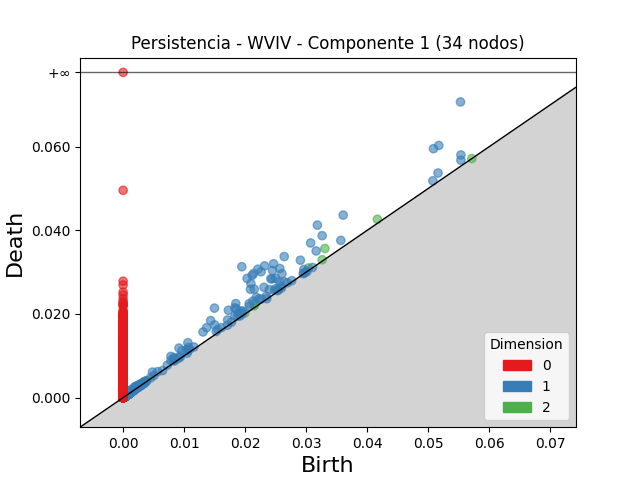 Persistencia - WVIV - Componente 1 (34 nodos)
+∞
0.060
0.040
0.020
0.000
Death
Dimension
0
1
2
0.00 0.01 0.02 0.03 0.04 0.05 0.06 0.07
Birth